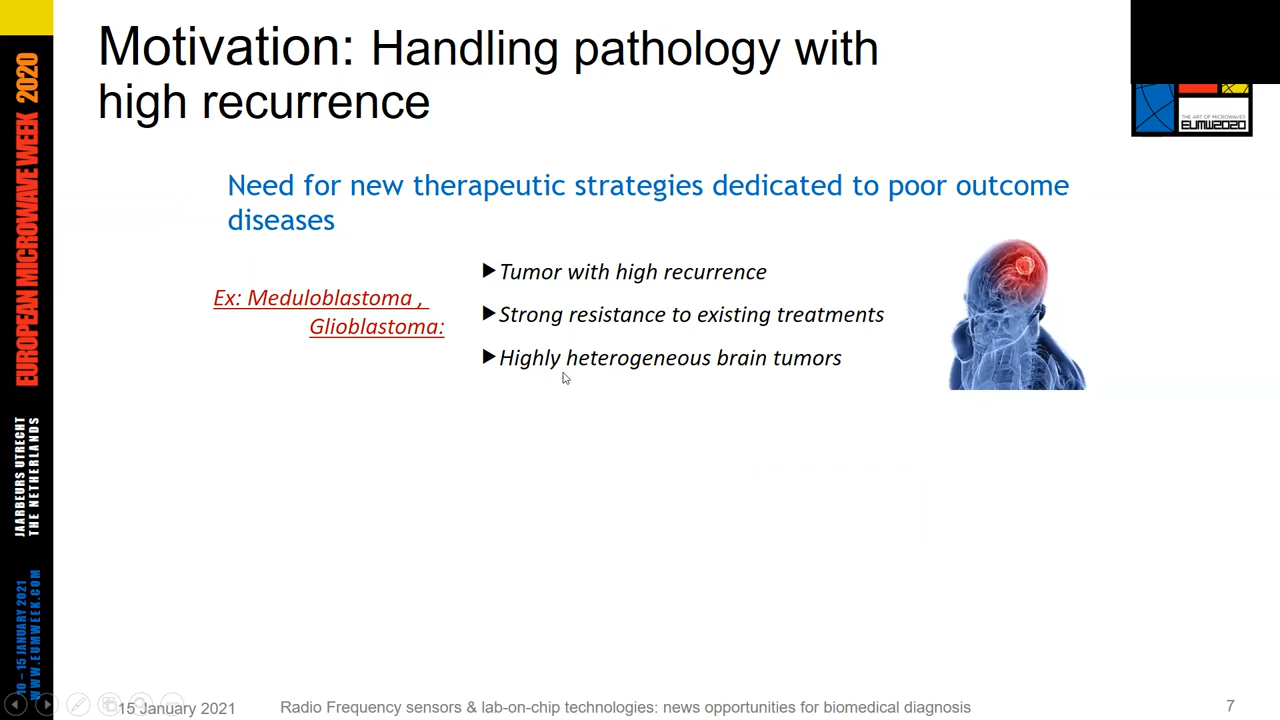 Motivation: Handling pathology with
high recurrence
THE ART OF MICROWAVES
EUMW2020
Need for new therapeutic strategies dedicated to poor outcome
diseases
Ex: Meduloblastoma ,
Glioblastoma:
▶Tumor with high recurrence
▶Strong resistance to existing treatments
▶Highly heterogeneous brain tumors
EUROPEAN MICROWAVE WEEK 2020
JAARBEURS UTRECHT
THE NETHERLANDS
10 – 15 JANUARY 2021
WWW.EUMWEEK.COM
15 January 2021
Radio Frequency sensors & lab-on-chip technologies: news opportunities for biomedical diagnosis
7